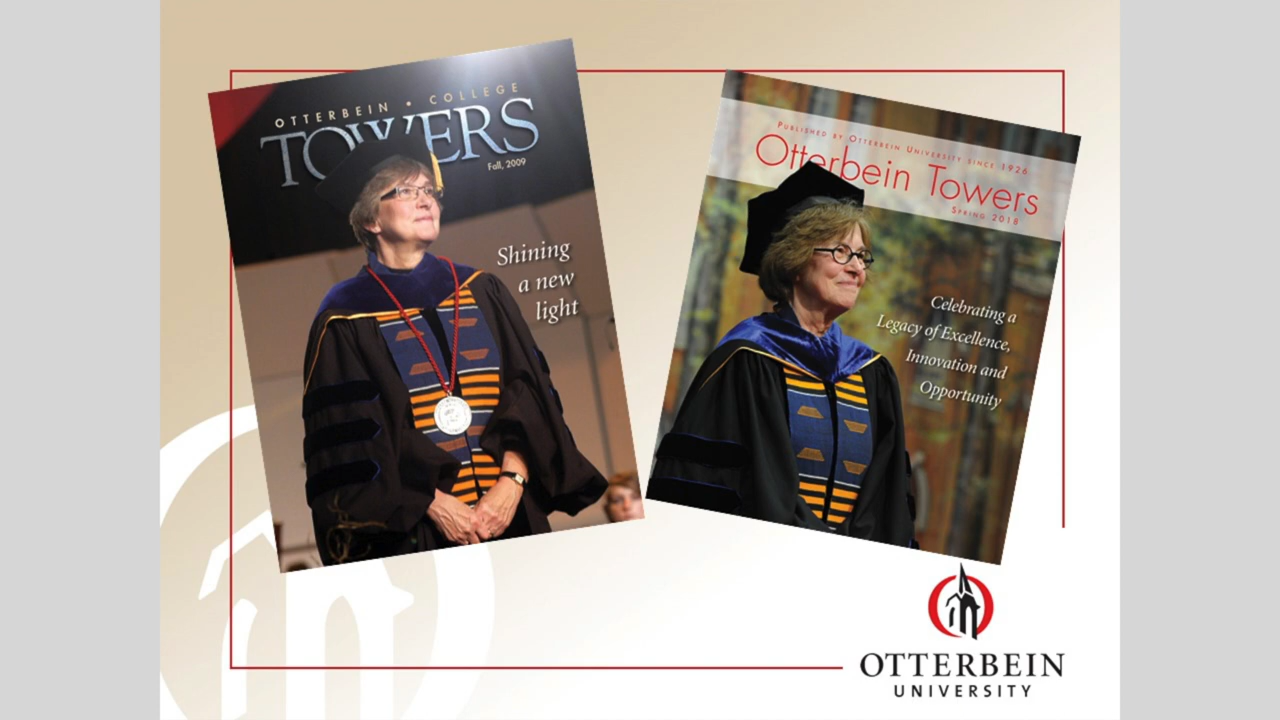 OTTERBEIN • COLLEGE
TOWERS
Fall, 2009
Shining
a new
light
PUBLISHED BY OTTERBEIN UNIVERSITY SINCE 1926
Otterbein Towers
SPRING 2018
Celebrating a
Legacy of Excellence,
Innovation and
Opportunity
OTTERBEIN
UNIVERSITY